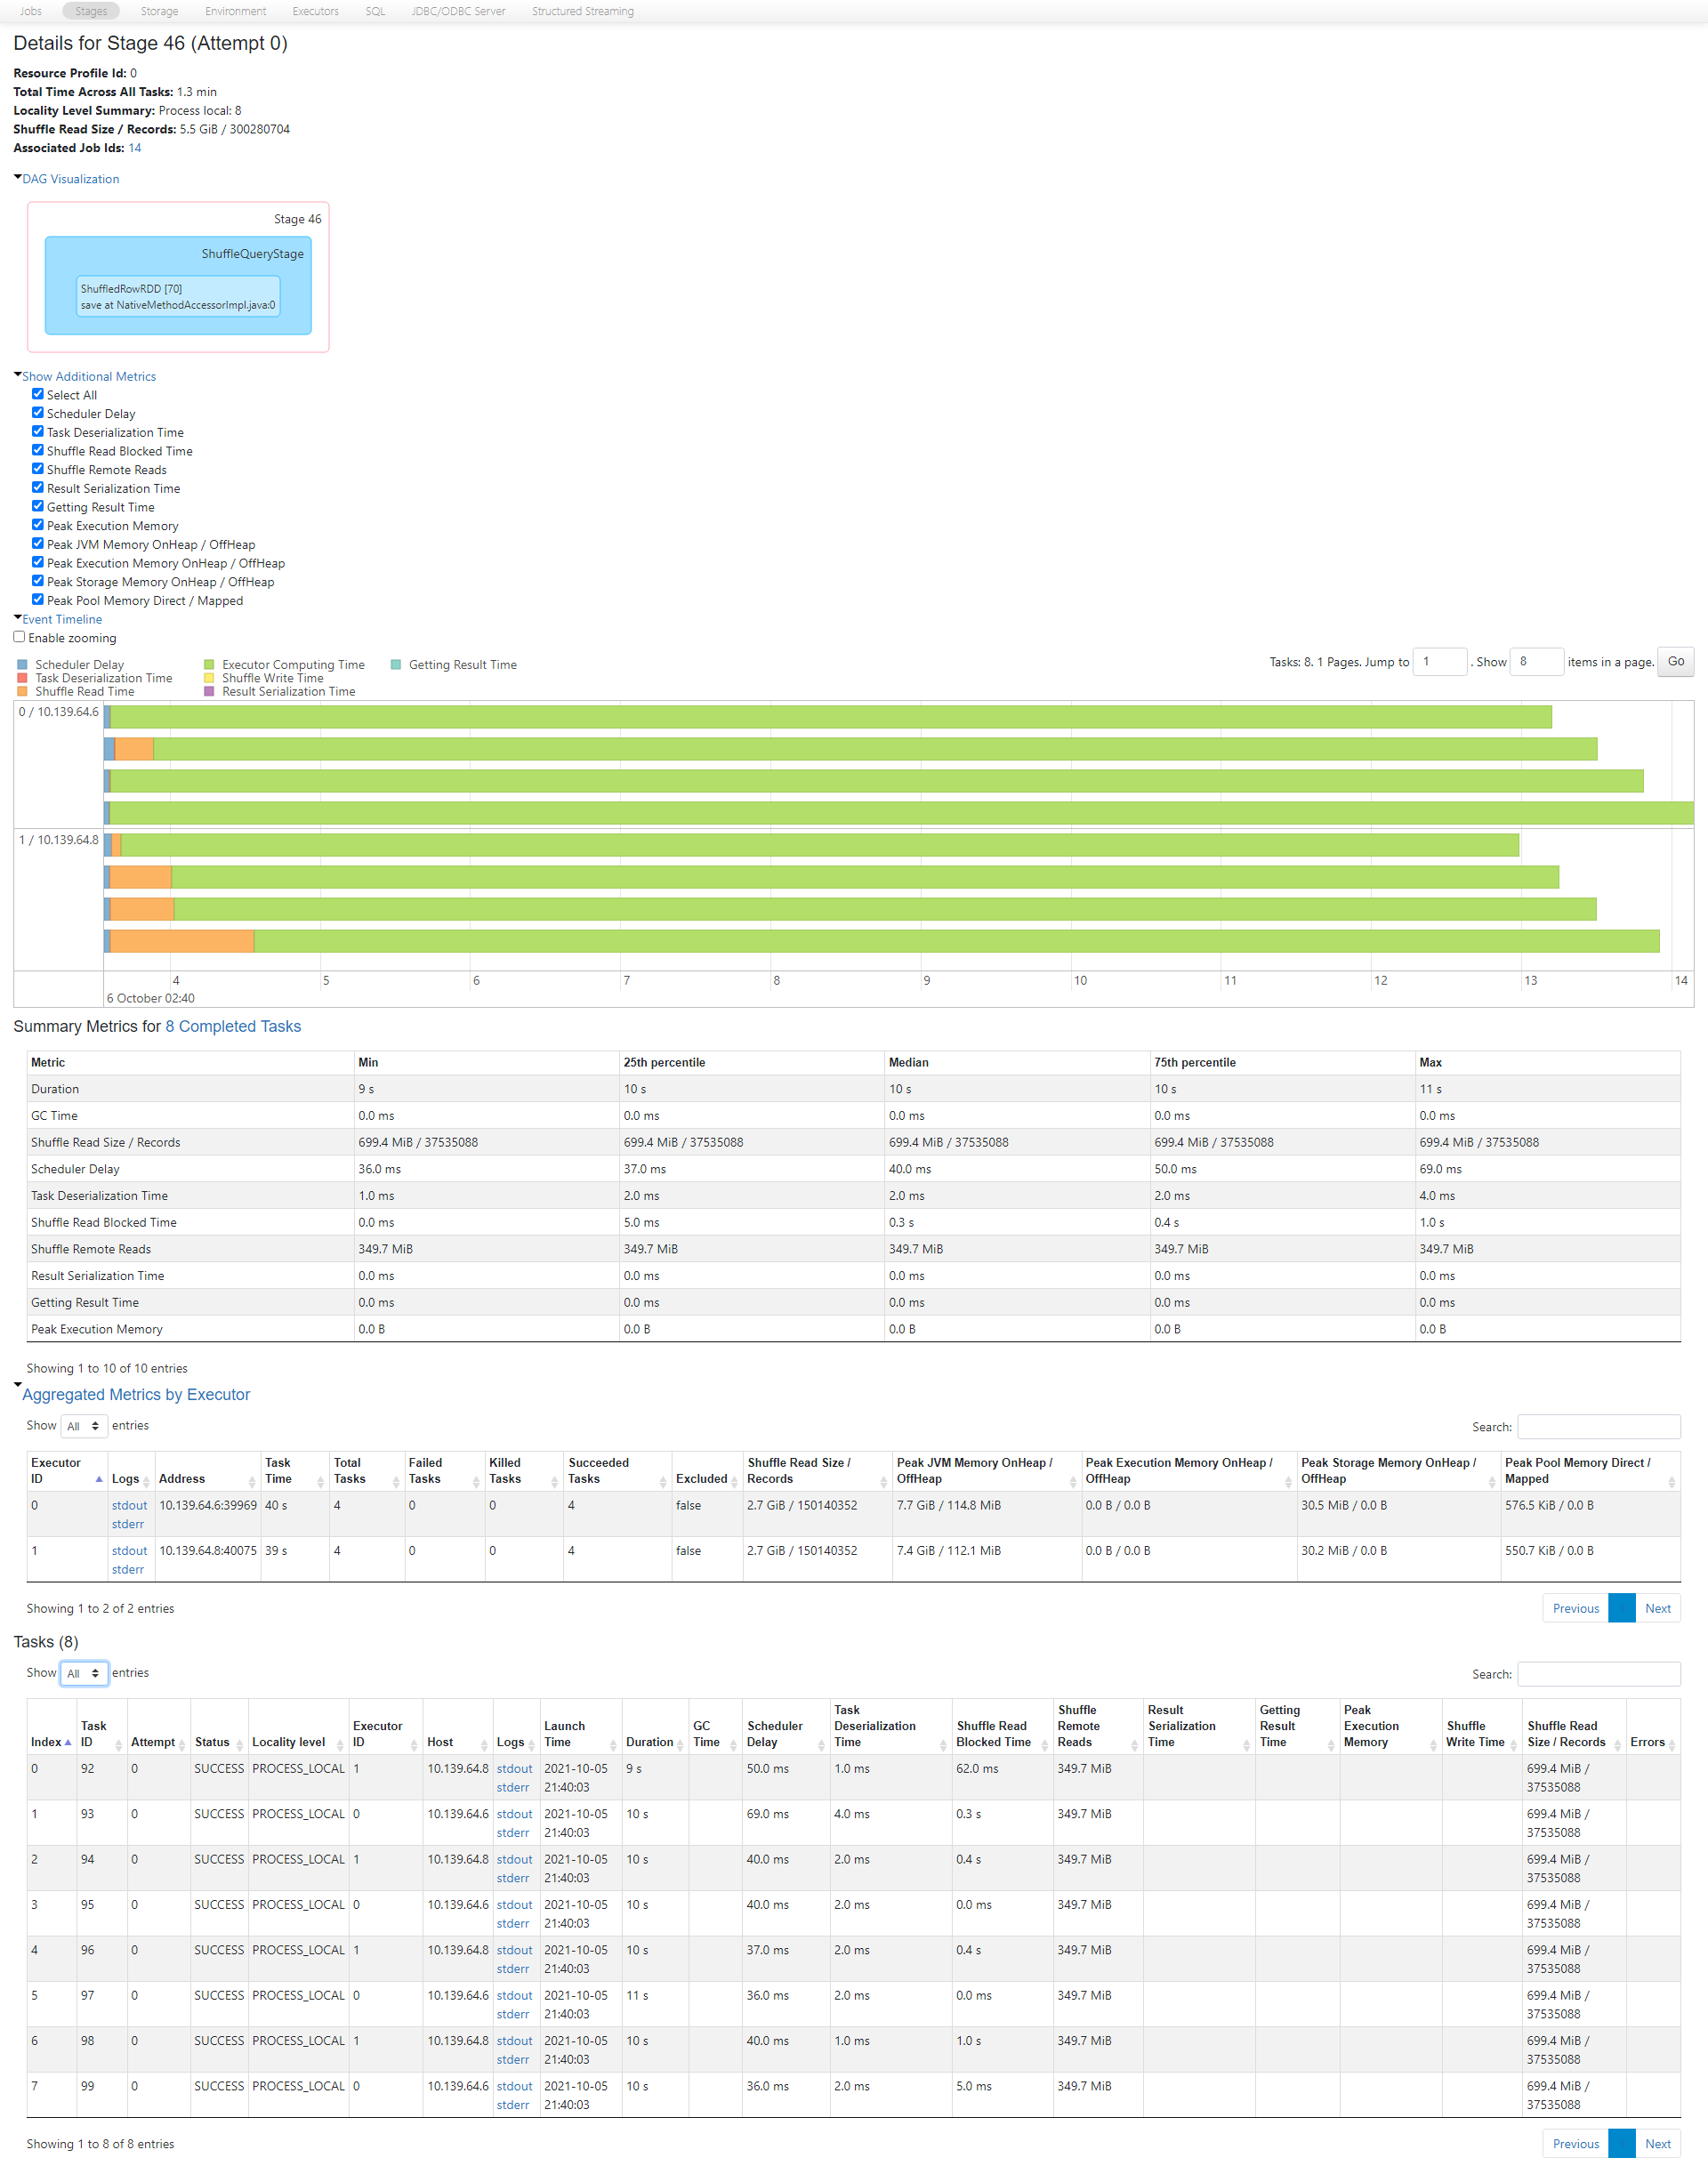 Jobs Stages Storage Environment Executors SQL JDBC/ODBC Server Structured Streaming
Details for Stage 46 (Attempt 0)
Resource Profile Id: 0
Total Time Across All Tasks: 1.3 min
Locality Level Summary: Process local: 8
Shuffle Read Size / Records: 5.5 GiB / 300280704
Associated Job Ids: 14
DAG Visualization
Stage 46
ShuffleQueryStage
ShuffledRowRDD [70]
save at NativeMethodAccessorImpl.java:0
Show Additional Metrics
Select All
Scheduler Delay
Task Deserialization Time
Shuffle Read Blocked Time
Shuffle Remote Reads
Result Serialization Time
Getting Result Time
Peak Execution Memory
Peak JVM Memory OnHeap / OffHeap
Peak Execution Memory OnHeap / OffHeap
Peak Storage Memory OnHeap / OffHeap
Peak Pool Memory Direct / Mapped
Event Timeline
Enable zooming
Scheduler Delay Executor Computing Time Getting Result Time
Task Deserialization Time Shuffle Write Time
Shuffle Read Time Result Serialization Time
Tasks: 8. 1 Pages. Jump to 1 . Show 8 items in a page. Go
0 / 10.139.64.6
1 / 10.139.64.8
4 5 6 7 8 9 10 11 12 13 14
6 October 02:40
Summary Metrics for 8 Completed Tasks
Metric Min 25th percentile Median 75th percentile Max
Duration 9 s 10 s 10 s 10 s 11 s
GC Time 0.0 ms 0.0 ms 0.0 ms 0.0 ms 0.0 ms
Shuffle Read Size / Records 699.4 MiB / 37535088 699.4 MiB / 37535088 699.4 MiB / 37535088 699.4 MiB / 37535088 699.4 MiB / 37535088
Scheduler Delay 36.0 ms 37.0 ms 40.0 ms 50.0 ms 69.0 ms
Task Deserialization Time 1.0 ms 2.0 ms 2.0 ms 2.0 ms 4.0 ms
Shuffle Read Blocked Time 0.0 ms 5.0 ms 0.3 s 0.4 s 1.0 s
Shuffle Remote Reads 349.7 MiB 349.7 MiB 349.7 MiB 349.7 MiB 349.7 MiB
Result Serialization Time 0.0 ms 0.0 ms 0.0 ms 0.0 ms 0.0 ms
Getting Result Time 0.0 ms 0.0 ms 0.0 ms 0.0 ms 0.0 ms
Peak Execution Memory 0.0 B 0.0 B 0.0 B 0.0 B 0.0 B
Showing 1 to 10 of 10 entries
Aggregated Metrics by Executor
Show All entries Search:
Executor ID Logs Address Task Time Total Tasks Failed Tasks Killed Tasks Succeeded Tasks Excluded Shuffle Read Size / Records Peak JVM Memory OnHeap / OffHeap Peak Execution Memory OnHeap / OffHeap Peak Storage Memory OnHeap / OffHeap Peak Pool Memory Direct / Mapped
0 stdout 10.139.64.6:39969 40 s 4 0 0 4 false 2.7 GiB / 150140352 7.7 GiB / 114.8 MiB 0.0 B / 0.0 B 30.5 MiB / 0.0 B 576.5 KiB / 0.0 B
stderr
1 stdout 10.139.64.8:40075 39 s 4 0 0 4 false 2.7 GiB / 150140352 7.4 GiB / 112.1 MiB 0.0 B / 0.0 B 30.2 MiB / 0.0 B 550.7 KiB / 0.0 B
stderr
Showing 1 to 2 of 2 entries Previous Next
Tasks (8)
Show All entries Search:
Index Task ID Attempt Status Locality level Executor ID Host Logs Launch Time Duration GC Time Scheduler Delay Task Deserialization Time Shuffle Read Blocked Time Shuffle Remote Reads Result Serialization Time Getting Result Time Peak Execution Memory Shuffle Write Time Shuffle Read Size / Records Errors
0 92 0 SUCCESS PROCESS_LOCAL 1 10.139.64.8 stdout 2021-10-05 9 s 50.0 ms 1.0 ms 62.0 ms 349.7 MiB 699.4 MiB /
stderr 21:40:03 37535088
1 93 0 SUCCESS PROCESS_LOCAL 0 10.139.64.6 stdout 2021-10-05 10 s 69.0 ms 4.0 ms 0.3 s 349.7 MiB 699.4 MiB /
stderr 21:40:03 37535088
2 94 0 SUCCESS PROCESS_LOCAL 1 10.139.64.8 stdout 2021-10-05 10 s 40.0 ms 2.0 ms 0.4 s 349.7 MiB 699.4 MiB /
stderr 21:40:03 37535088
3 95 0 SUCCESS PROCESS_LOCAL 0 10.139.64.6 stdout 2021-10-05 10 s 40.0 ms 2.0 ms 0.0 ms 349.7 MiB 699.4 MiB /
stderr 21:40:03 37535088
4 96 0 SUCCESS PROCESS_LOCAL 1 10.139.64.8 stdout 2021-10-05 10 s 37.0 ms 2.0 ms 0.4 s 349.7 MiB 699.4 MiB /
stderr 21:40:03 37535088
5 97 0 SUCCESS PROCESS_LOCAL 0 10.139.64.6 stdout 2021-10-05 11 s 36.0 ms 2.0 ms 0.0 ms 349.7 MiB 699.4 MiB /
stderr 21:40:03 37535088
6 98 0 SUCCESS PROCESS_LOCAL 1 10.139.64.8 stdout 2021-10-05 10 s 40.0 ms 1.0 ms 1.0 s 349.7 MiB 699.4 MiB /
stderr 21:40:03 37535088
7 99 0 SUCCESS PROCESS_LOCAL 0 10.139.64.6 stdout 2021-10-05 10 s 36.0 ms 2.0 ms 5.0 ms 349.7 MiB 699.4 MiB /
stderr 21:40:03 37535088
Showing 1 to 8 of 8 entries Previous Next